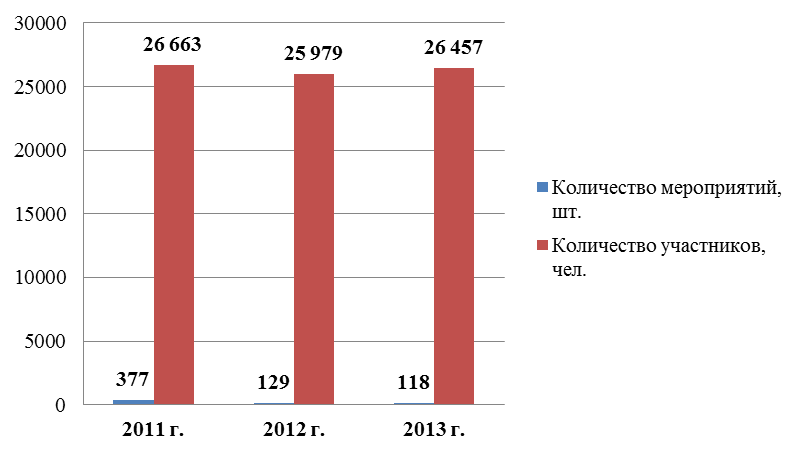 30000
25000
20000
15000
10000
5000
0
26 663
25 979
26 457
377
129
118
2011 г.
2012 г.
2013 г.
Количество мероприятий,
шт.
Количество участников,
чел.